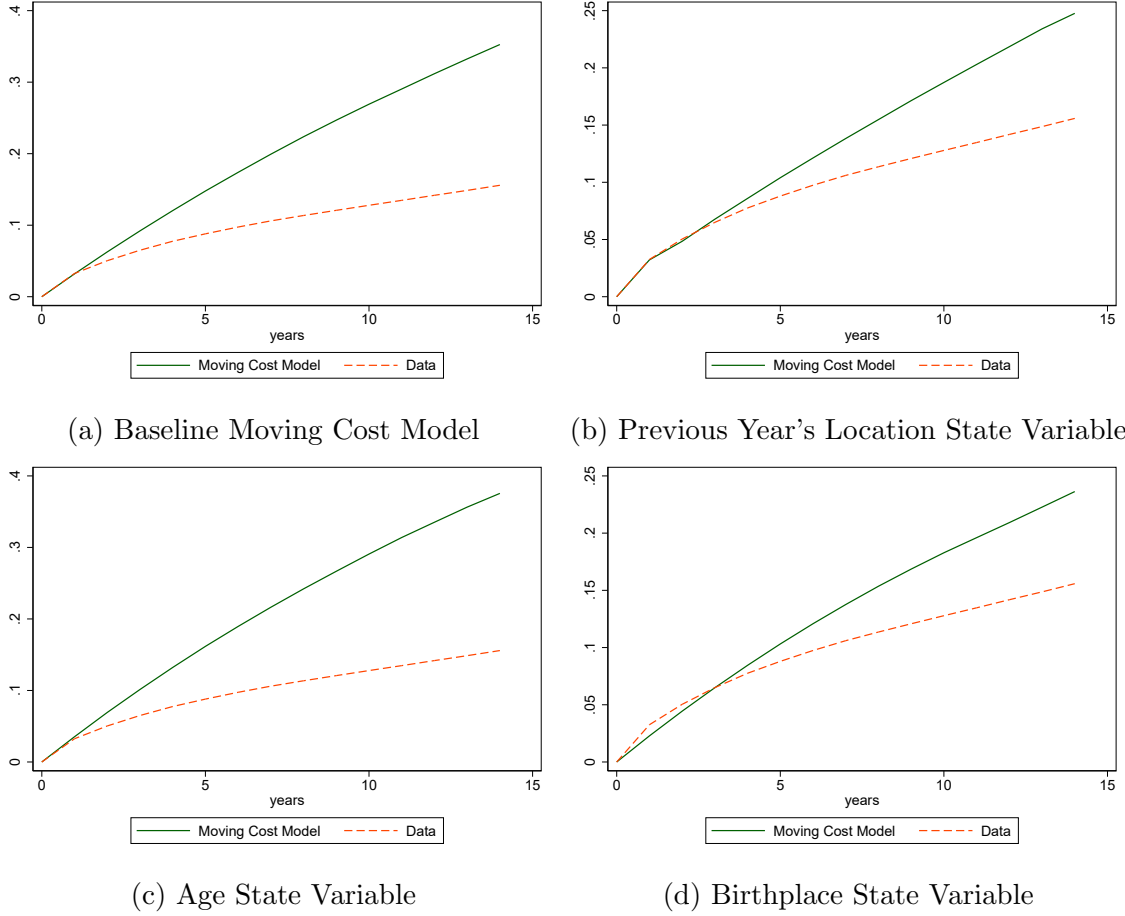 .4
.3
.2
.1
0
0 5 10 15
years
Moving Cost Model Data
(a) Baseline Moving Cost Model
.25
.2
.15
.1
.05
0
0 5 10 15
years
Moving Cost Model Data
(b) Previous Year's Location State Variable
.4
.3
.2
.1
0
0 5 10 15
years
Moving Cost Model Data
(c) Age State Variable
.25
.2
.15
.1
.05
0
0 5 10 15
years
Moving Cost Model Data
(d) Birthplace State Variable